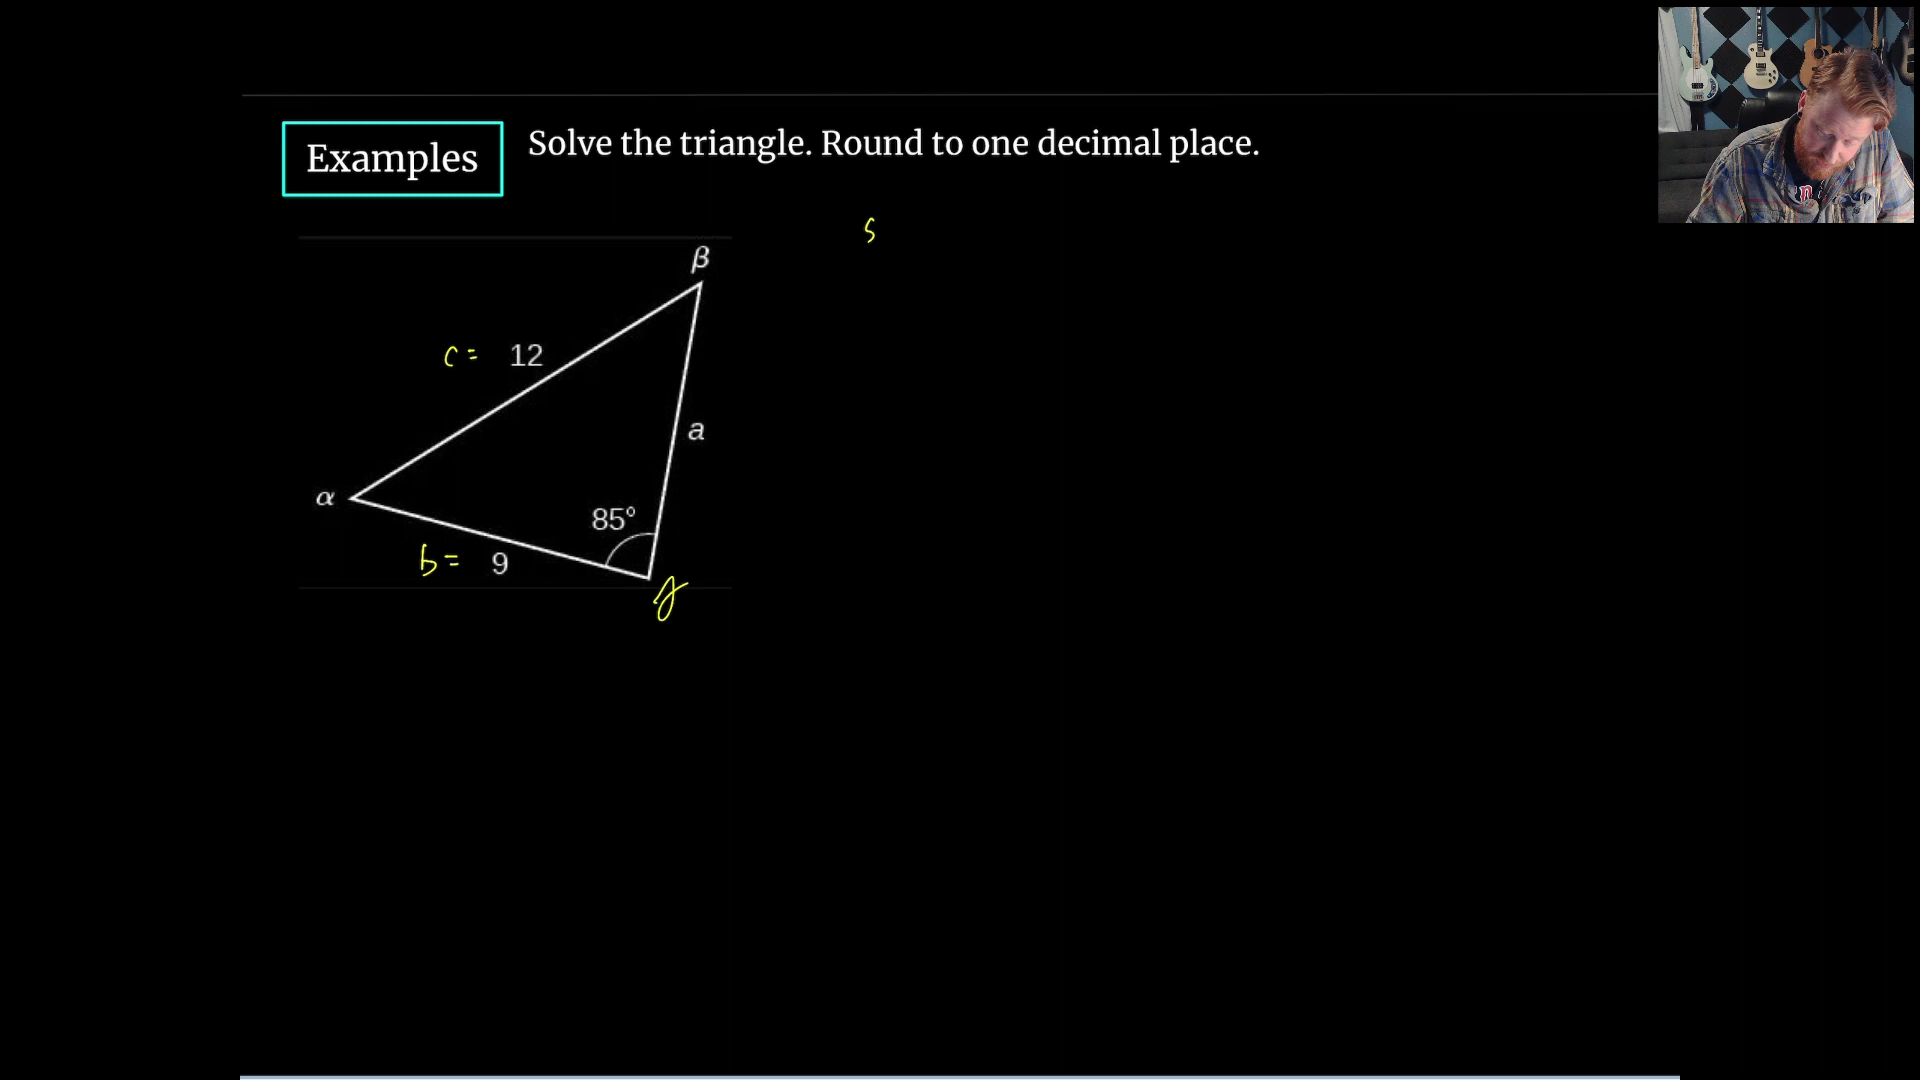 Examples
Solve the triangle. Round to one decimal place.
s
β
c = 12
a
α
85°
b = 9
γ